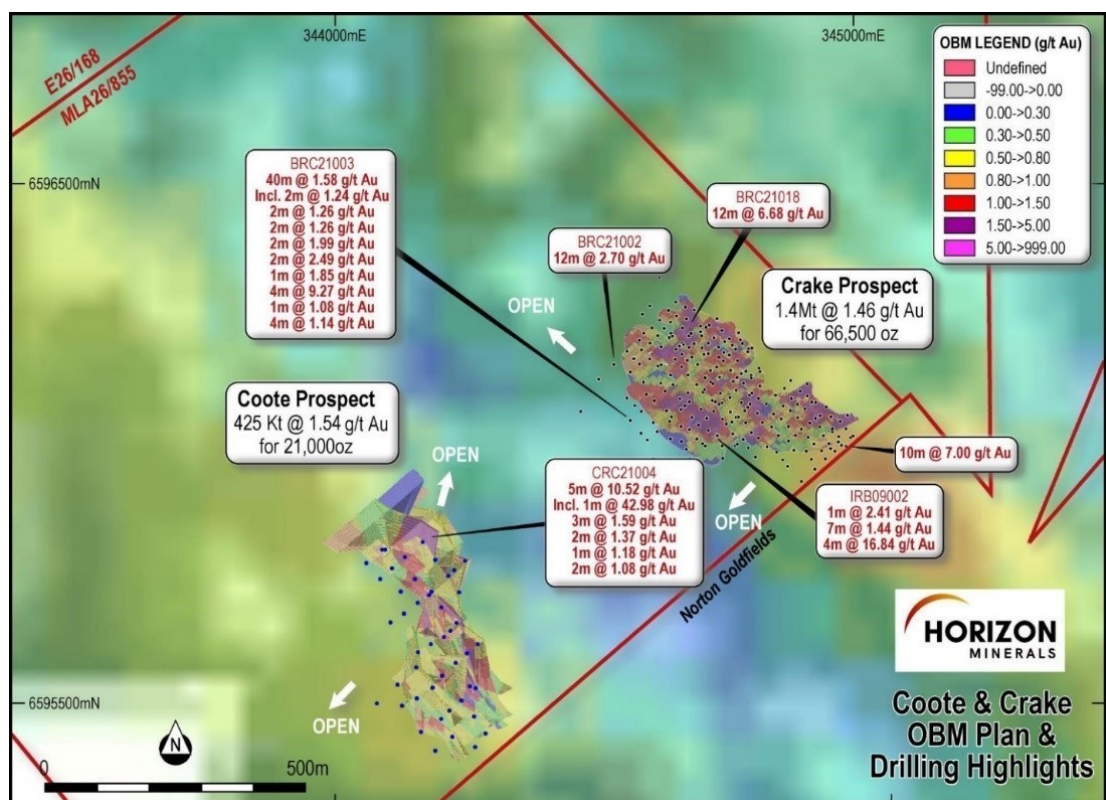 344000mE
345000mE
E26/168
MLA26/855
OBM LEGEND (g/t Au)
Undefined
-99.00->0.00
0.00->0.30
0.30->0.50
0.50->0.80
0.80->1.00
1.00->1.50
1.50->5.00
5.00->999.00
6596500mN
BRC21003
40m @ 1.58 g/t Au
Incl. 2m @ 1.24 g/t Au
2m @ 1.26 g/t Au
2m @ 1.26 g/t Au
2m @ 1.99 g/t Au
2m @ 2.49 g/t Au
1m @ 1.85 g/t Au
4m @ 9.27 g/t Au
1m @ 1.08 g/t Au
4m @ 1.14 g/t Au
BRC21018
12m @ 6.68 g/t Au
BRC21002
12m @ 2.70 g/t Au
OPEN
Crake Prospect
1.4Mt @ 1.46 g/t Au
for 66,500 oz
Coote Prospect
425 Kt @ 1.54 g/t Au
for 21,000oz
OPEN
10m @ 7.00 g/t Au
CRC21004
5m @ 10.52 g/t Au
Incl. 1m @ 42.98 g/t Au
3m @ 1.59 g/t Au
2m @ 1.37 g/t Au
1m @ 1.18 g/t Au
2m @ 1.08 g/t Au
OPEN
IRB09002
1m @ 2.41 g/t Au
7m @ 1.44 g/t Au
4m @ 16.84 g/t Au
Norton Goldfields
HORIZON
MINERALS
6595500mN
OPEN
Coote & Crake
OBM Plan &
Drilling Highlights
N
0
500m